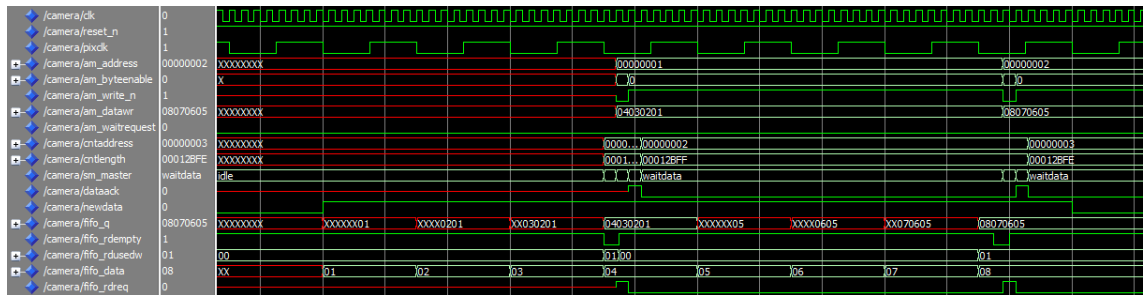 /camera/clk 0
/camera/reset_n 1
/camera/pixclk 1
/camera/am_address 00000002 XXXXXXXX 00000001 00000002
/camera/am_byteenable 0 X 0 0
/camera/am_write_n 1
/camera/am_datawr 08070605 XXXXXXXX 04030201 08070605
/camera/am_waitrequest 0
/camera/cntaddress 00000003 XXXXXXXX 0000... 00000002 00000003
/camera/cntlength 00012BFE XXXXXXXX 0001... 00012BFF 00012BFE
/camera/sm_master waitdata idle waitdata waitdata
/camera/dataack 0
/camera/newdata 0
/camera/fifo_q 08070605 XXXXXXXX XXXXXX01 XXXX0201 XX030201 04030201 XXXXXX05 XXXX0605 XX070605 08070605
/camera/fifo_rdempty 1
/camera/fifo_rdusedw 01 00 01 00 01
/camera/fifo_data 08 XX 01 02 03 04 05 06 07 08
/camera/fifo_rdreq 0